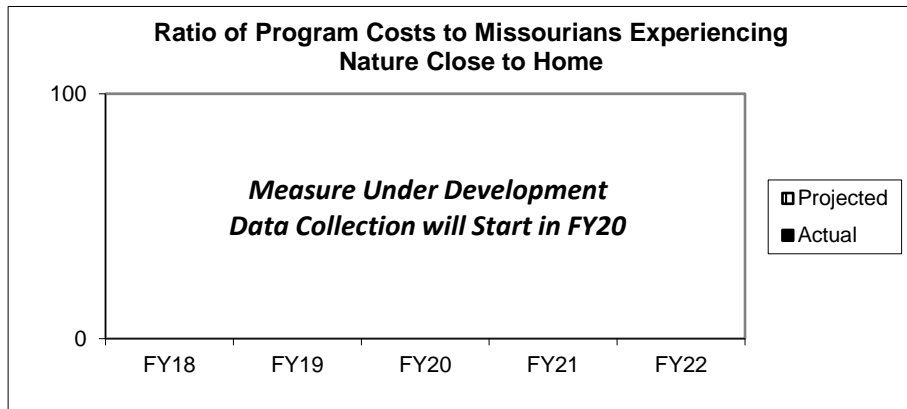 Ratio of Program Costs to Missourians Experiencing
Nature Close to Home
100
Measure Under Development
Data Collection will Start in FY20
Projected
Actual
0
FY18 FY19 FY20 FY21 FY22